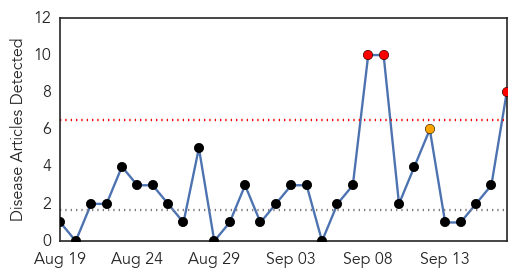 Disease Articles Detected
12
10
8
6
4
2
0
Aug 19
Aug 24
Aug 29
Sep 03
Sep 08
Sep 13